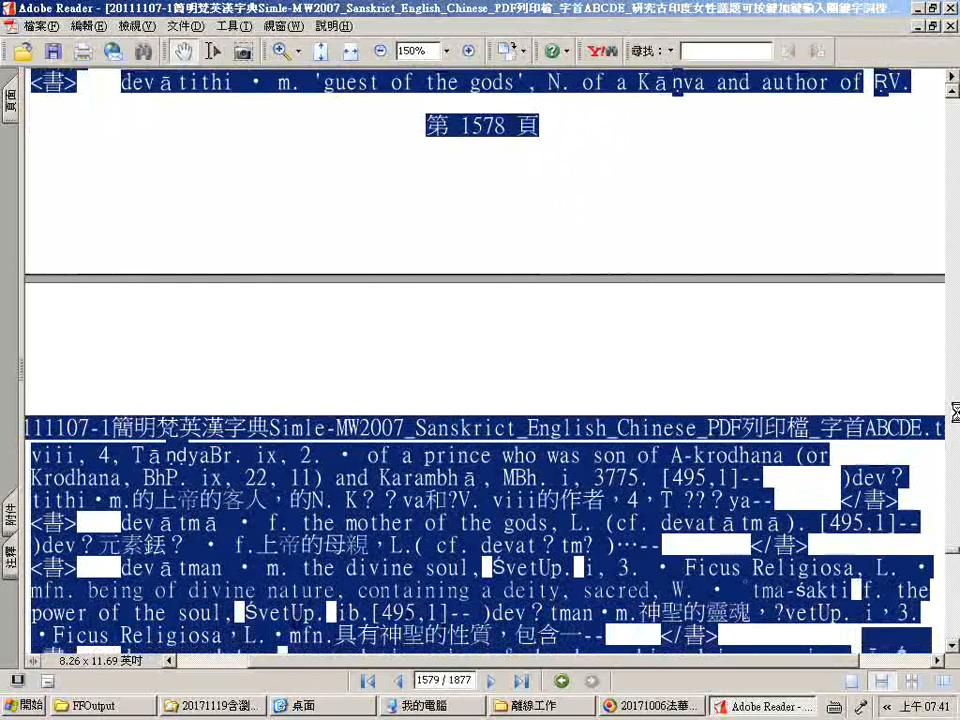 Adobe Reader - [20111107-1簡明梵英漢字典Simle-MW2007_Sanskrict_English_Chinese_PDF列印檔_字首ABCDE_研究古印度女性議題可按鍵加鍵輸入關鍵字詞搜
檔案(F) 編輯(E) 檢視(V) 文件(D) 工具(T) 視窗(W) 說明(H)
150% Y! 尋找:
頁面
<書> devātithi • m. 'guest of the gods', N. of a Kāṇva and author of ṚV.
第 1578 頁
111107-1簡明梵英漢字典Simle-MW2007_Sanskrict_English_Chinese_PDF列印檔_字首ABCDE.t
viii, 4, TāṇḍyaBr. ix, 2. • of a prince who was son of A-krodhana (or
Krodhana, BhP. ix, 22, 11) and Karambhā, MBh. i, 3775. [495,1]-- )dev?
tithi•m.的上帝的客人，的N. K??va和?V. viii的作者，4，T ???ya-- </書>
<書> devātmā • f. the mother of the gods, L. (cf. devatātmā). [495,1]--
)dev?元素鋱? • f.上帝的母親，L.( cf. devat?tm? )…-- </書>
<書> devātman • m. the divine soul, ŚvetUp. i, 3. • Ficus Religiosa, L. •
mfn. being of divine nature, containing a deity, sacred, W. • °tma-śakti f. the
power of the soul, ŚvetUp. ib.[495,1]-- )dev?tman•m.神聖的靈魂，?vetUp. i，3.
•Ficus Religiosa，L.•mfn.具有神聖的性質，包含一-- </書>
附件
注釋
8.26 x 11.69 英吋
1579 / 1877
開始 FFOutput 20171119含瀏... 桌面 我的電腦 離線工作 20171006法華... Adobe Reader - [... 上午 07:41